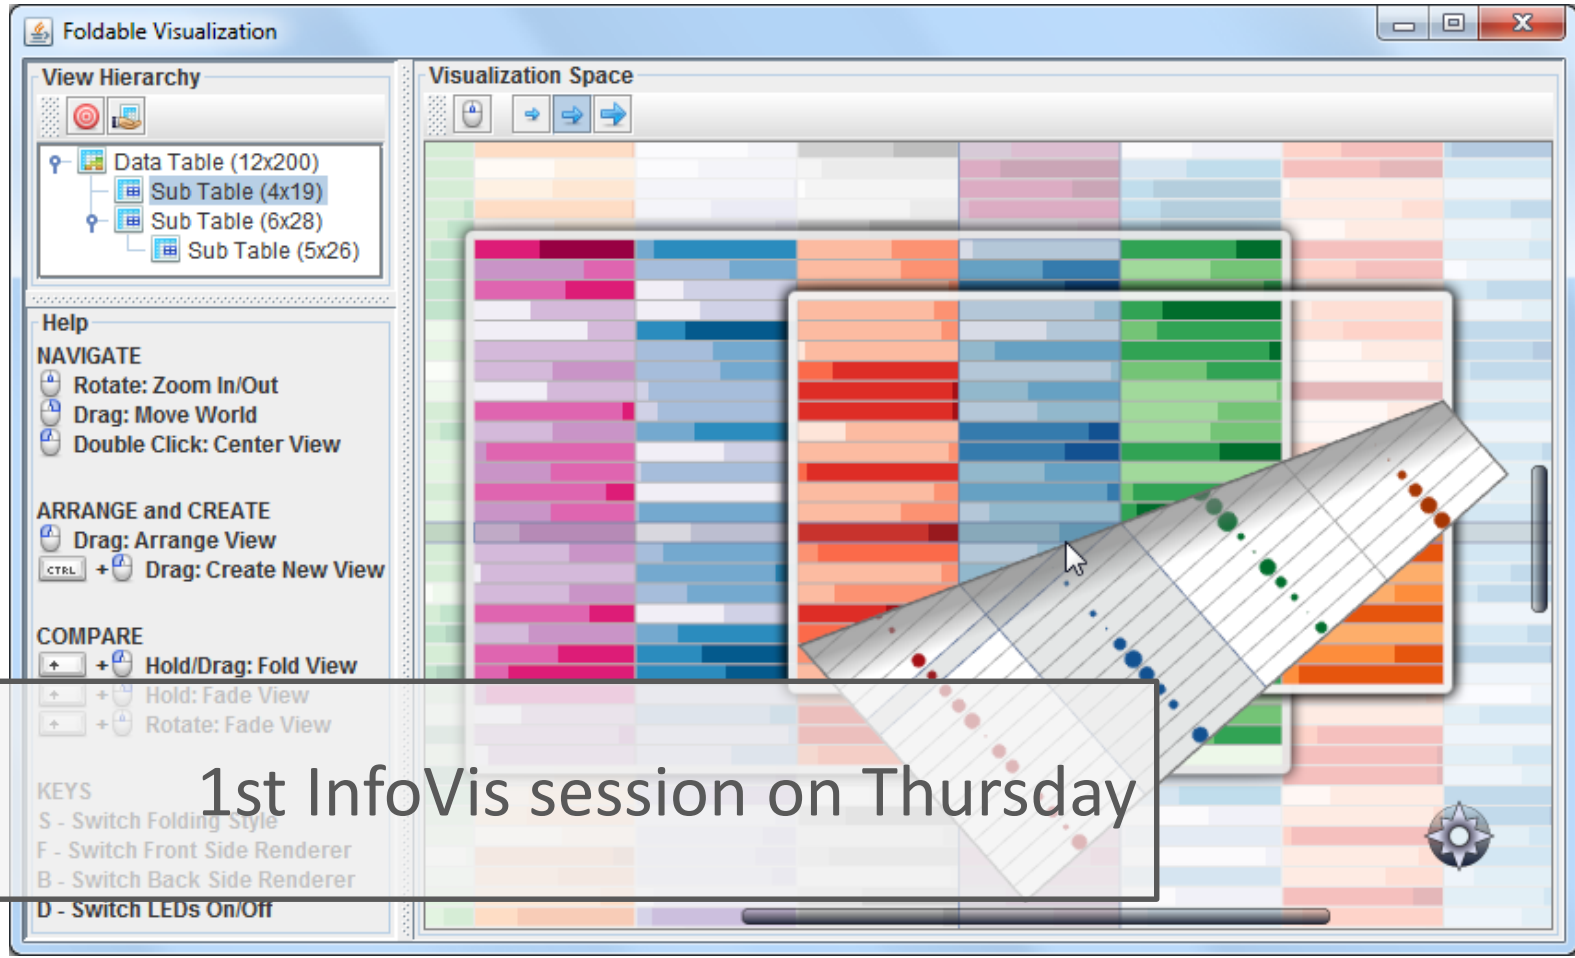 Foldable Visualization
View Hierarchy
Data Table (12x200)
Sub Table (4x19)
Sub Table (6x28)
Sub Table (5x26)
Help
NAVIGATE
Rotate: Zoom In/Out
Drag: Move World
Double Click: Center View
ARRANGE and CREATE
Drag: Arrange View
CTRL + Drag: Create New View
COMPARE
+ Hold/Drag: Fold View
+ Hold: Fade View
+ Rotate: Fade View
KEYS
S - Switch Folding Style
F - Switch Front Side Renderer
B - Switch Back Side Renderer
D - Switch LEDs On/Off
Visualization Space
1st InfoVis session on Thursday